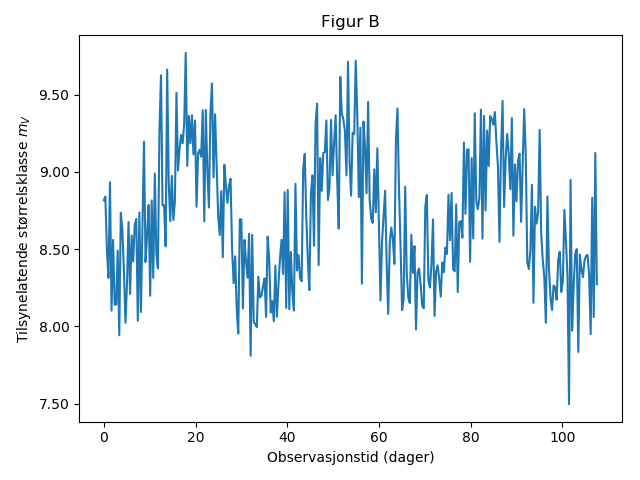 Figur B
Tilsynelatende størrelsklasse $m_V$
9.50
9.00
8.50
8.00
7.50
0 20 40 60 80 100
Observasjonstid (dager)